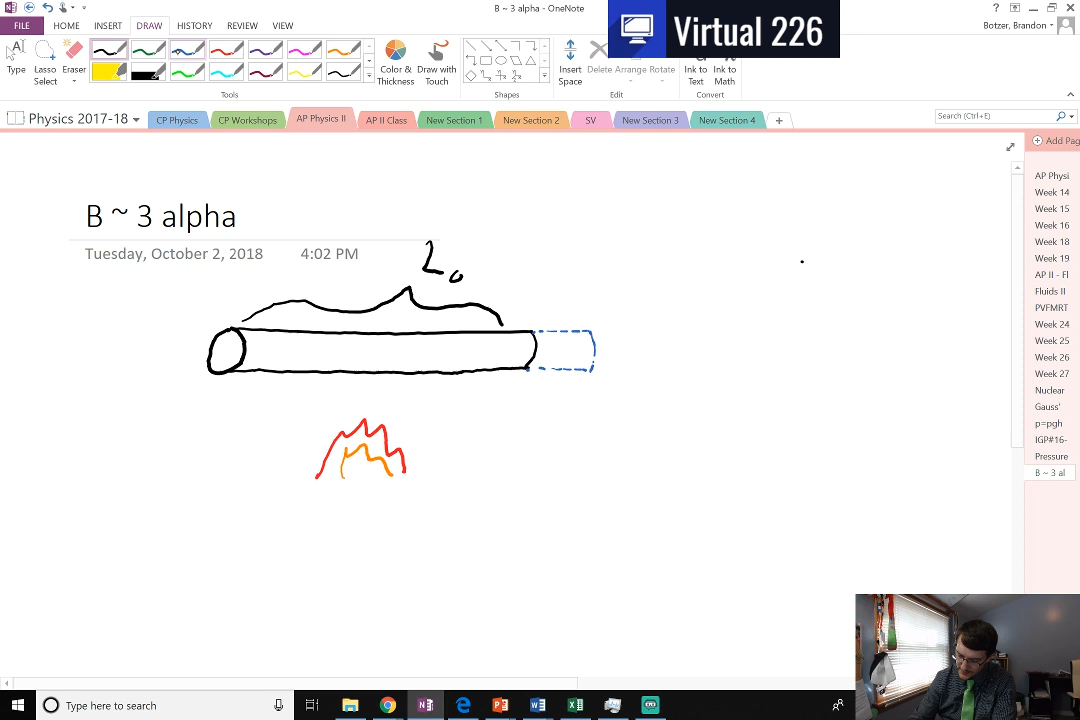 B ~ 3 alpha - OneNote
Botzer, Brandon
Virtual 226
FILE HOME INSERT DRAW HISTORY REVIEW VIEW
Type
Lasso Select
Eraser
Color & Thickness
Draw with Touch
Insert Space
Delete Arrange Rotate
Ink to Text
Ink to Math
Tools
Shapes
Edit
Convert
Physics 2017-18
CP Physics
CP Workshops
AP Physics II
AP II Class
New Section 1
New Section 2
SV
New Section 3
New Section 4
Search (Ctrl+E)
Add Pag
B ~ 3 alpha
Tuesday, October 2, 2018 4:02 PM
L₀
AP Physi
Week 14
Week 15
Week 16
Week 18
Week 19
AP II - Fl
Fluids II
PVFMRT
Week 24
Week 25
Week 26
Week 27
Nuclear
Gauss'
p=pgh
IGP#16-
Pressure
B ~ 3 al
Type here to search